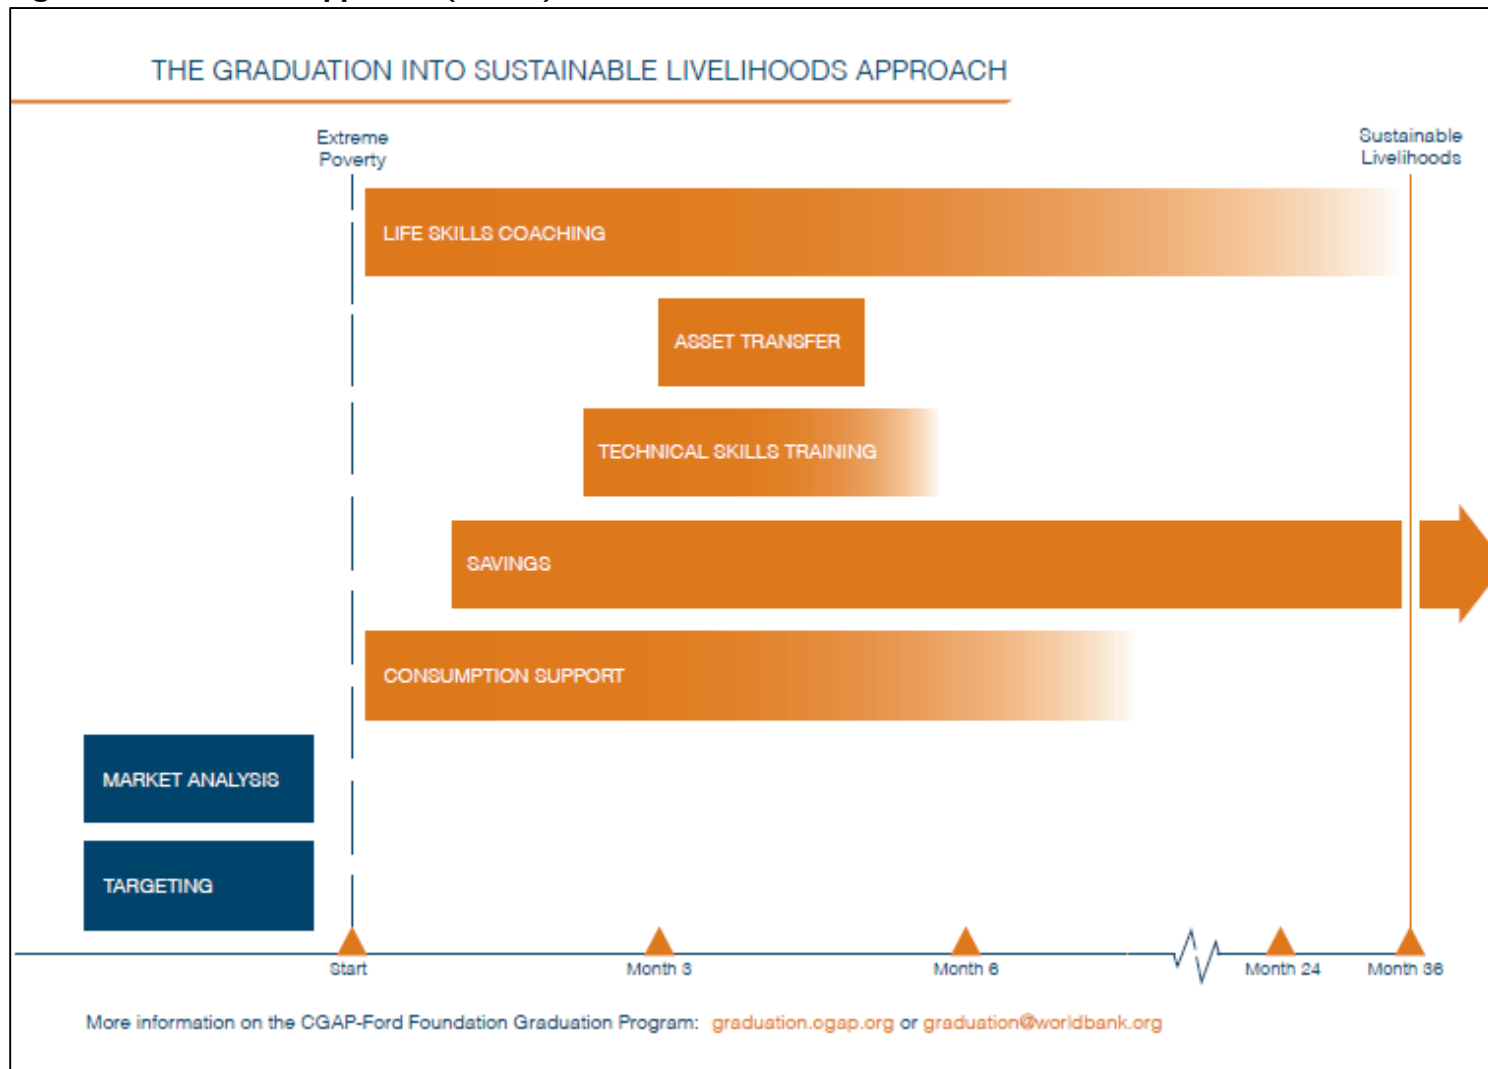 THE GRADUATION INTO SUSTAINABLE LIVELIHOODS APPROACH
Extreme
Poverty
Sustainable
Livelihoods
LIFE SKILLS COACHING
ASSET TRANSFER
TECHNICAL SKILLS TRAINING
SAVINGS
CONSUMPTION SUPPORT
MARKET ANALYSIS
TARGETING
Start
Month 3
Month 6
Month 24
Month 36
More information on the CGAP-Ford Foundation Graduation Program: graduation.cgap.org or graduation@worldbank.org